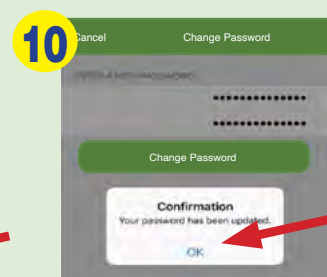 10
Cancel
Change Password
••••••••••••••
••••••••••••••
Change Password
Confirmation
Your password has been updated.
OK